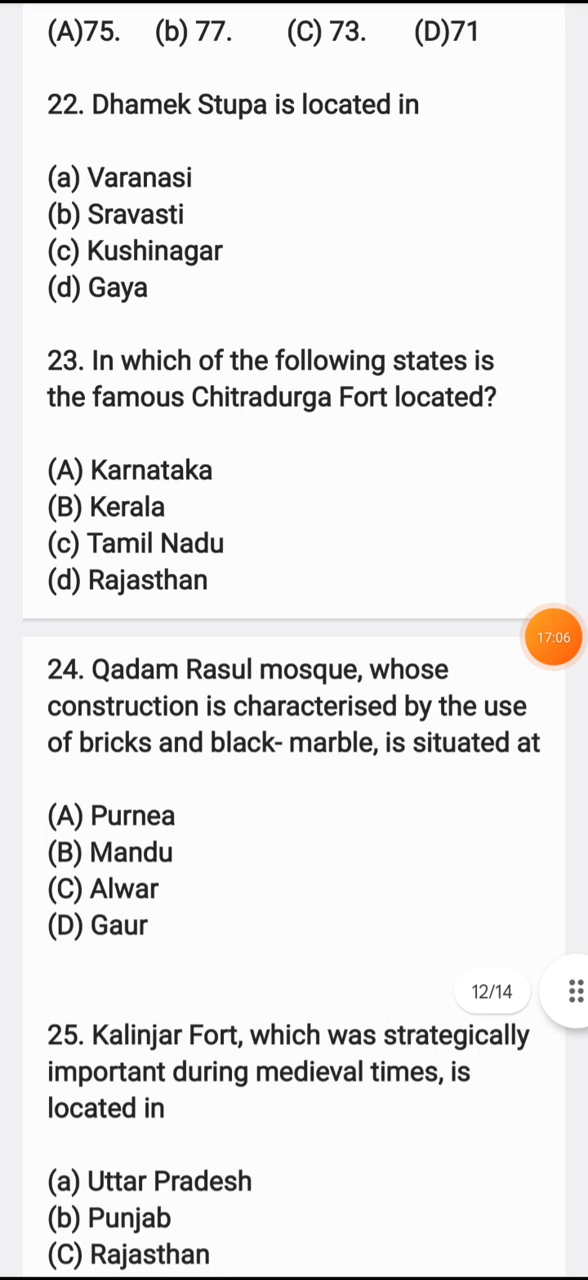 (A)75. (b) 77. (C) 73. (D)71
22. Dhamek Stupa is located in
(a) Varanasi
(b) Sravasti
(c) Kushinagar
(d) Gaya
23. In which of the following states is
the famous Chitradurga Fort located?
(A) Karnataka
(B) Kerala
(c) Tamil Nadu
(d) Rajasthan
17:06
24. Qadam Rasul mosque, whose
construction is characterised by the use
of bricks and black- marble, is situated at
(A) Purnea
(B) Mandu
(C) Alwar
(D) Gaur
12/14
25. Kalinjar Fort, which was strategically
important during medieval times, is
located in
(a) Uttar Pradesh
(b) Punjab
(C) Rajasthan